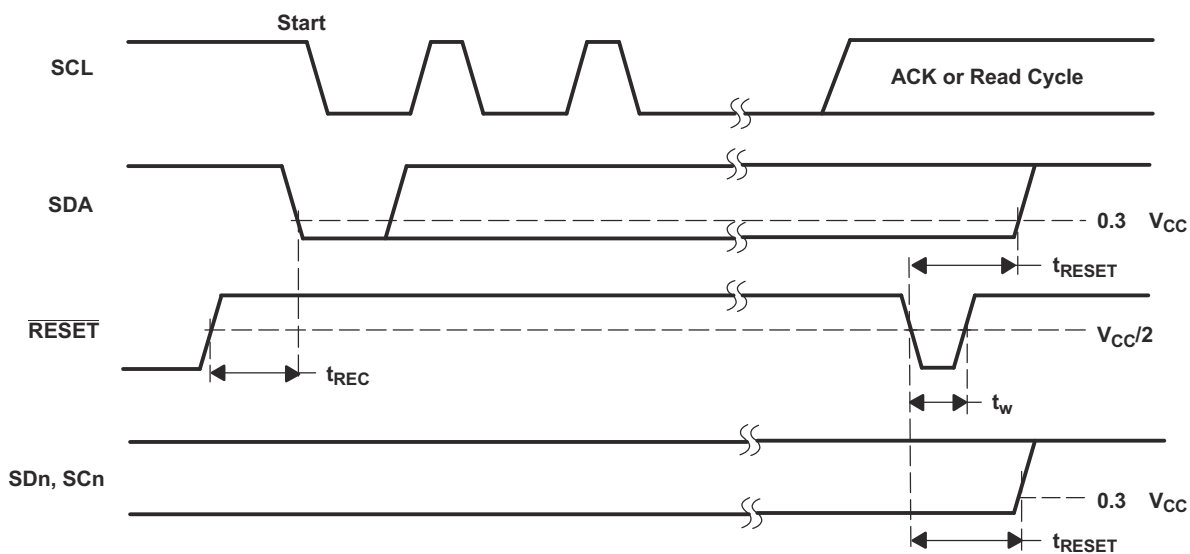 Start
SCL
ACK or Read Cycle
SDA
0.3 VCC
tRESET
RESET
VCC/2
tREC
tw
SDn, SCn
0.3 VCC
tRESET